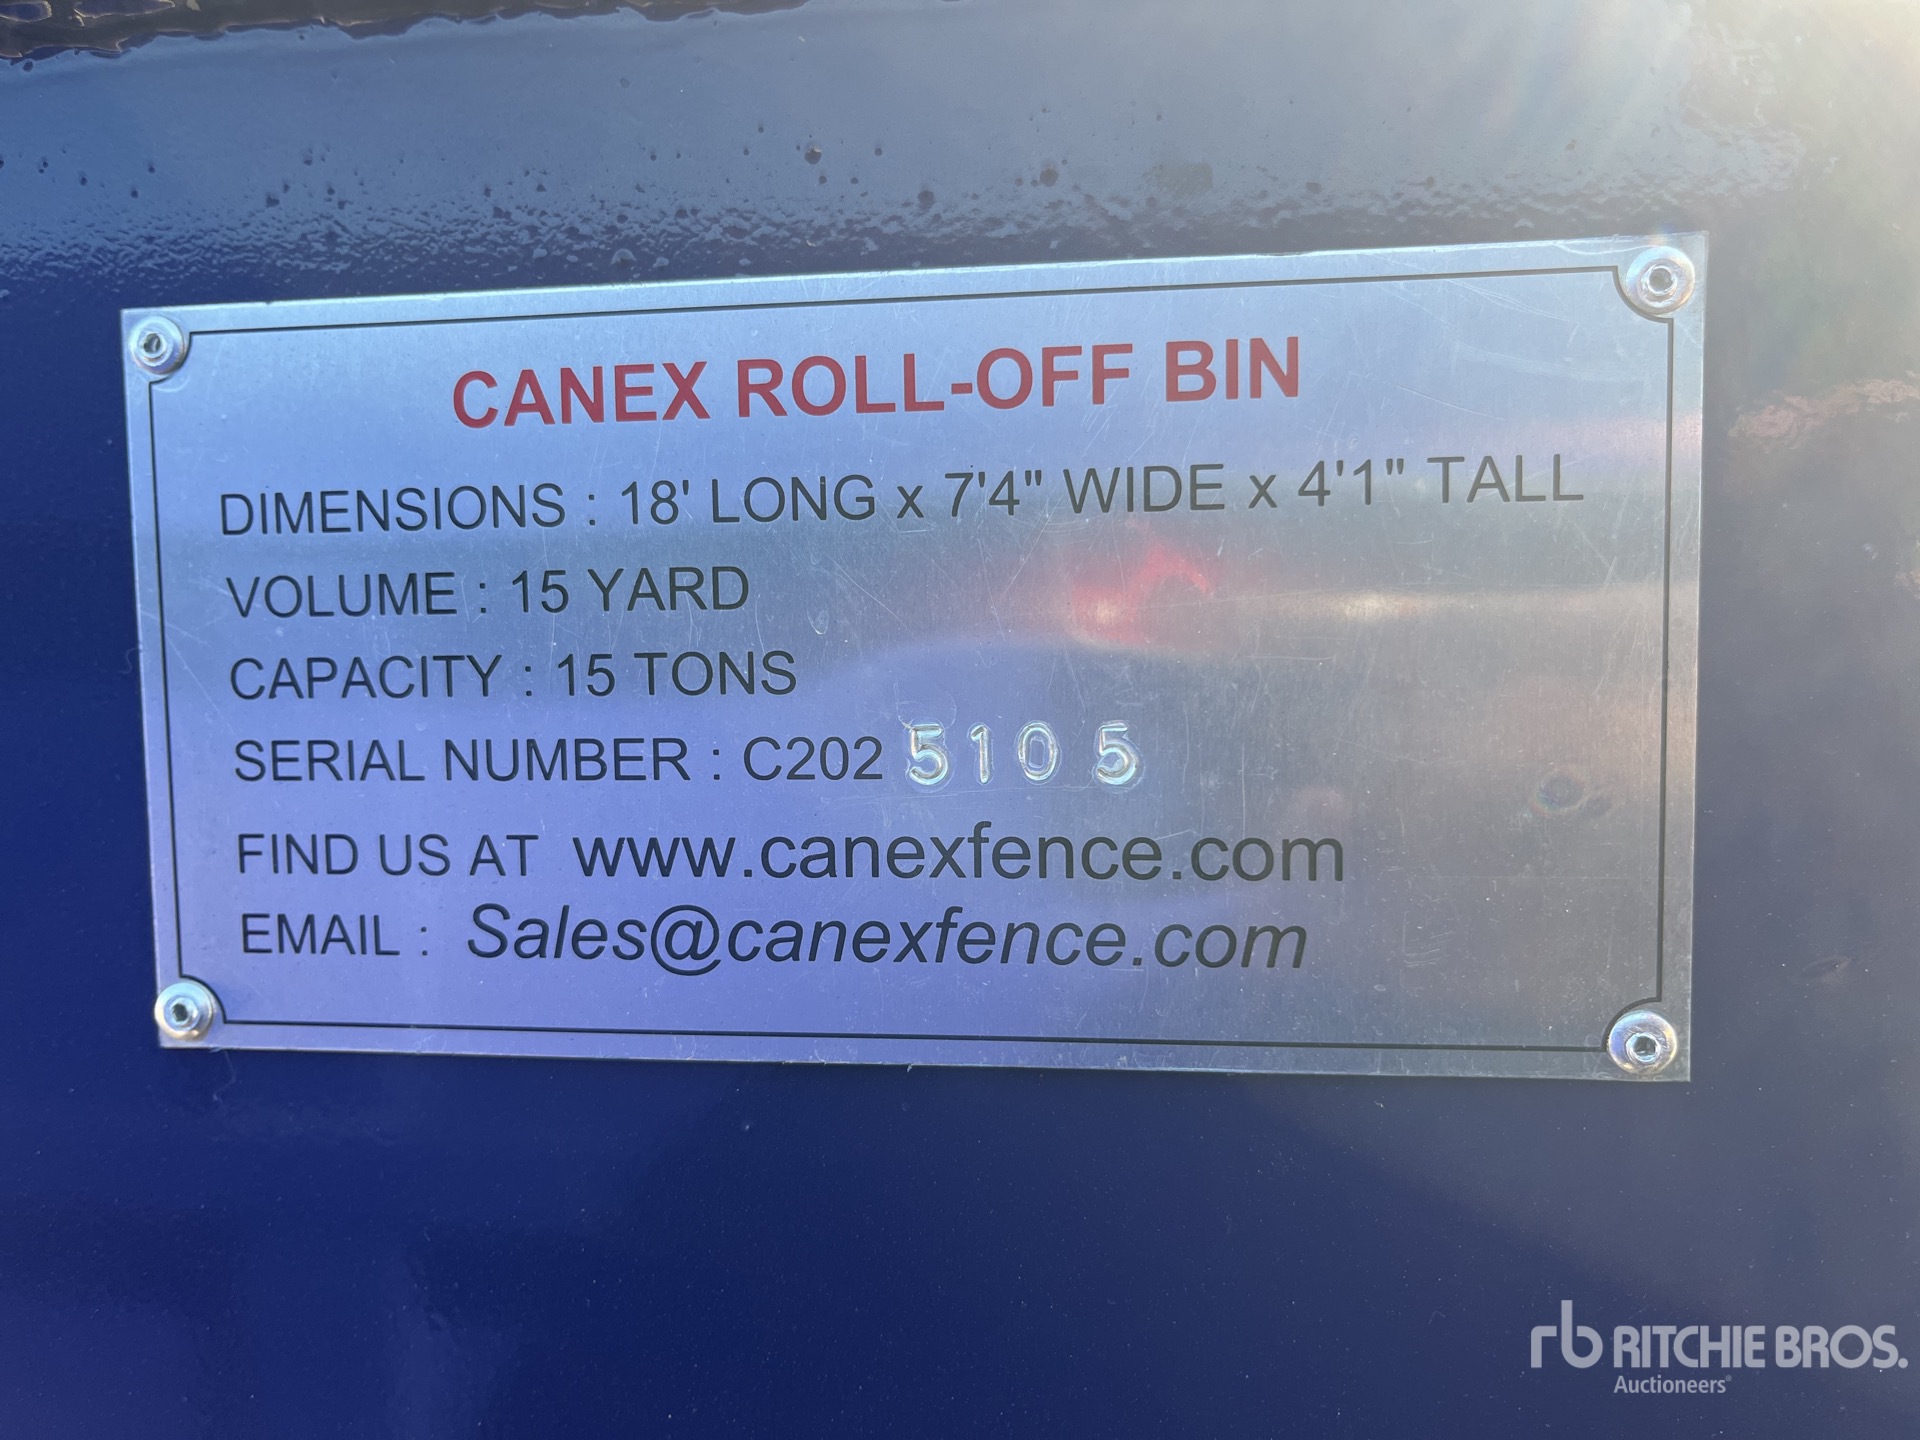 CANEX ROLL-OFF BIN
DIMENSIONS : 18' LONG x 7'4" WIDE x 4'1" TALL
VOLUME : 15 YARD
CAPACITY : 15 TONS
SERIAL NUMBER : C202 5105
FIND US AT www.canexfence.com
EMAIL : Sales@canexfence.com
rb RITCHIE BROS.
Auctioneers®